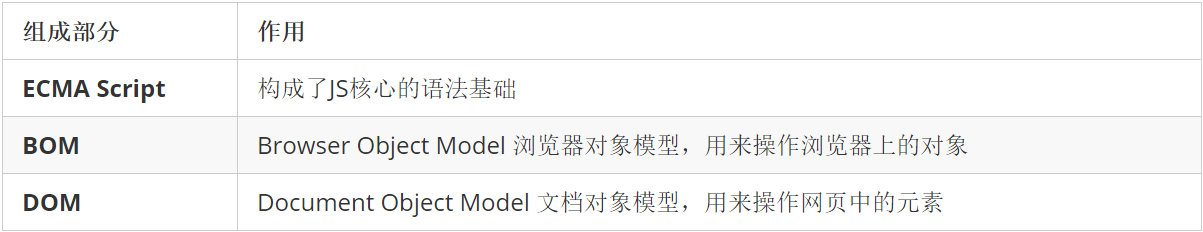 组成部分 作用
ECMA Script 构成了JS核心的语法基础
BOM Browser Object Model 浏览器对象模型，用来操作浏览器上的对象
DOM Document Object Model 文档对象模型，用来操作网页中的元素